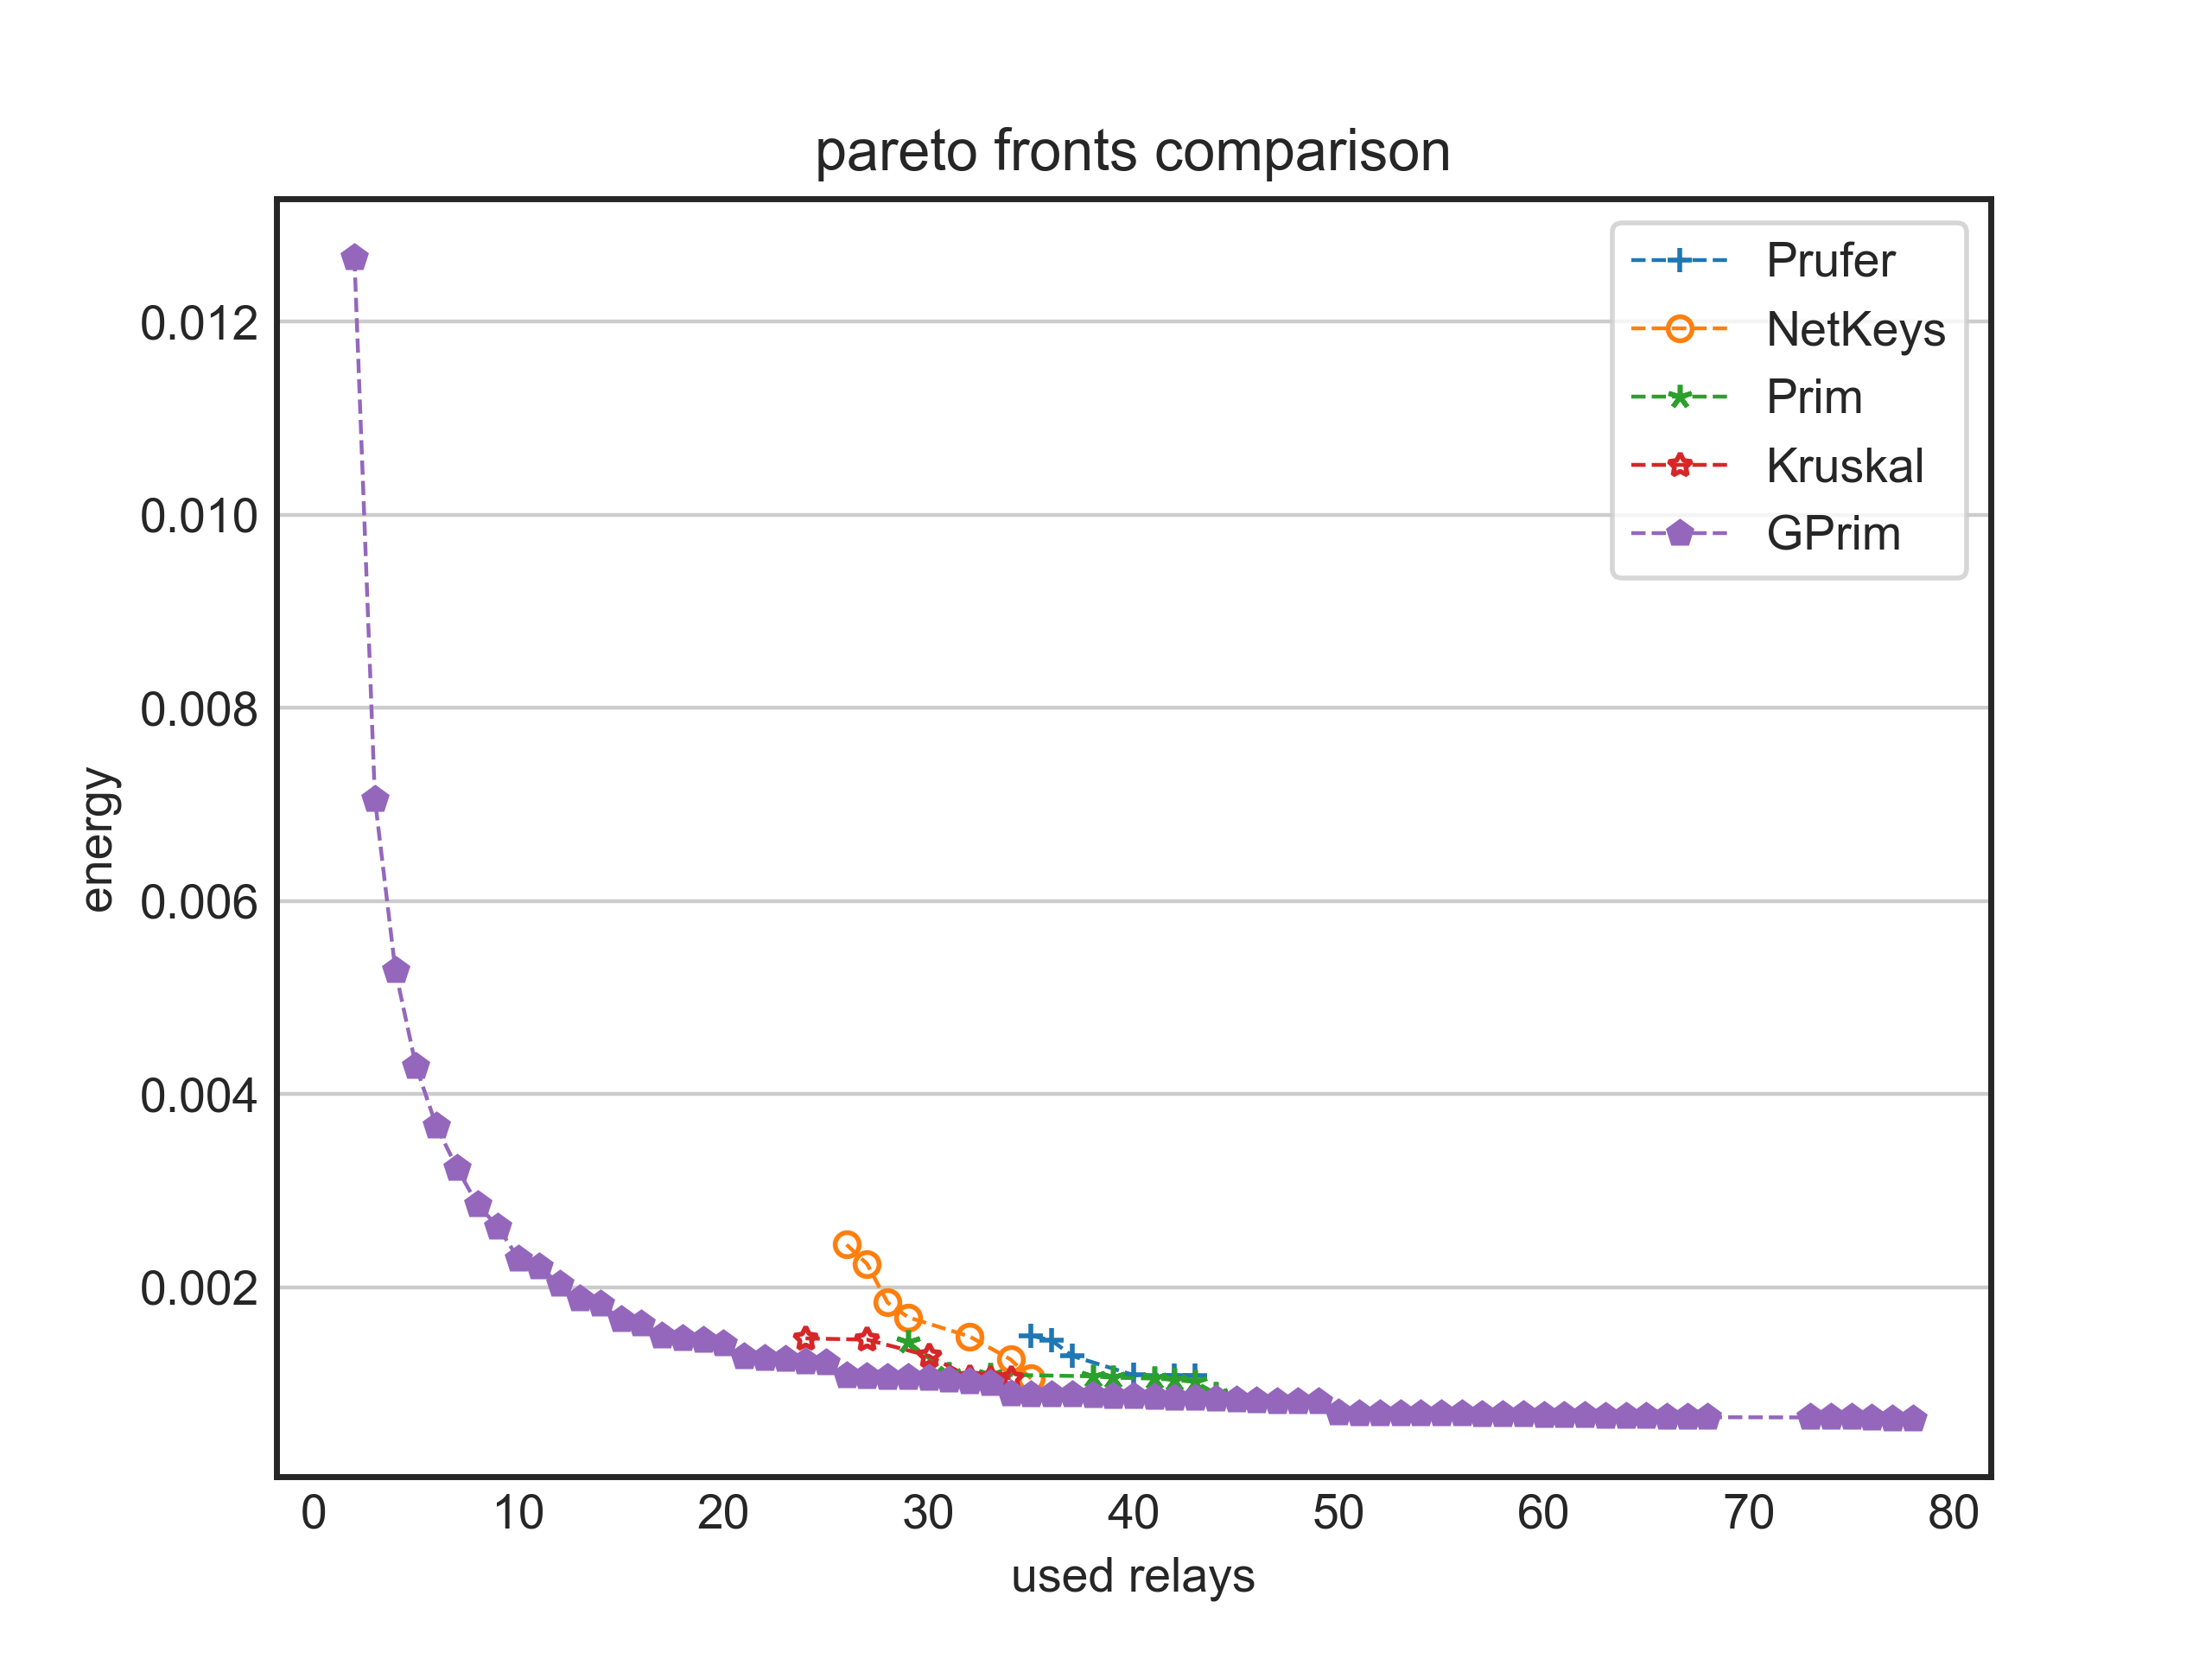 pareto fronts comparison
Prufer
NetKeys
Prim
Kruskal
GPrim
0.012
0.010
0.008
0.006
0.004
0.002
energy
0 10 20 30 40 50 60 70 80
used relays